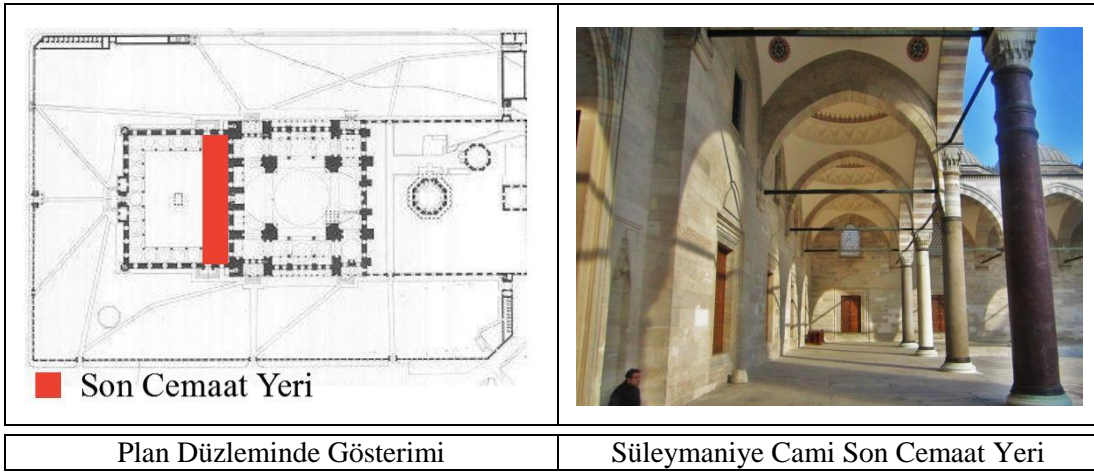 Son Cemaat Yeri
Plan Düzleminde Gösterimi
Süleymaniye Cami Son Cemaat Yeri